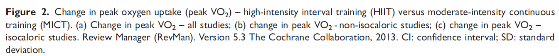 Figure 2. Change in peak oxygen uptake (peak VO2) – high-intensity interval training (HIIT) versus moderate-intensity continuous
training (MICT). (a) Change in peak VO2 – all studies; (b) change in peak VO2 - non-isocaloric studies; (c) change in peak VO2 –
isocaloric studies. Review Manager (RevMan). Version 5.3 The Cochrane Collaboration, 2013. CI: confidence interval; SD: standard
deviation.